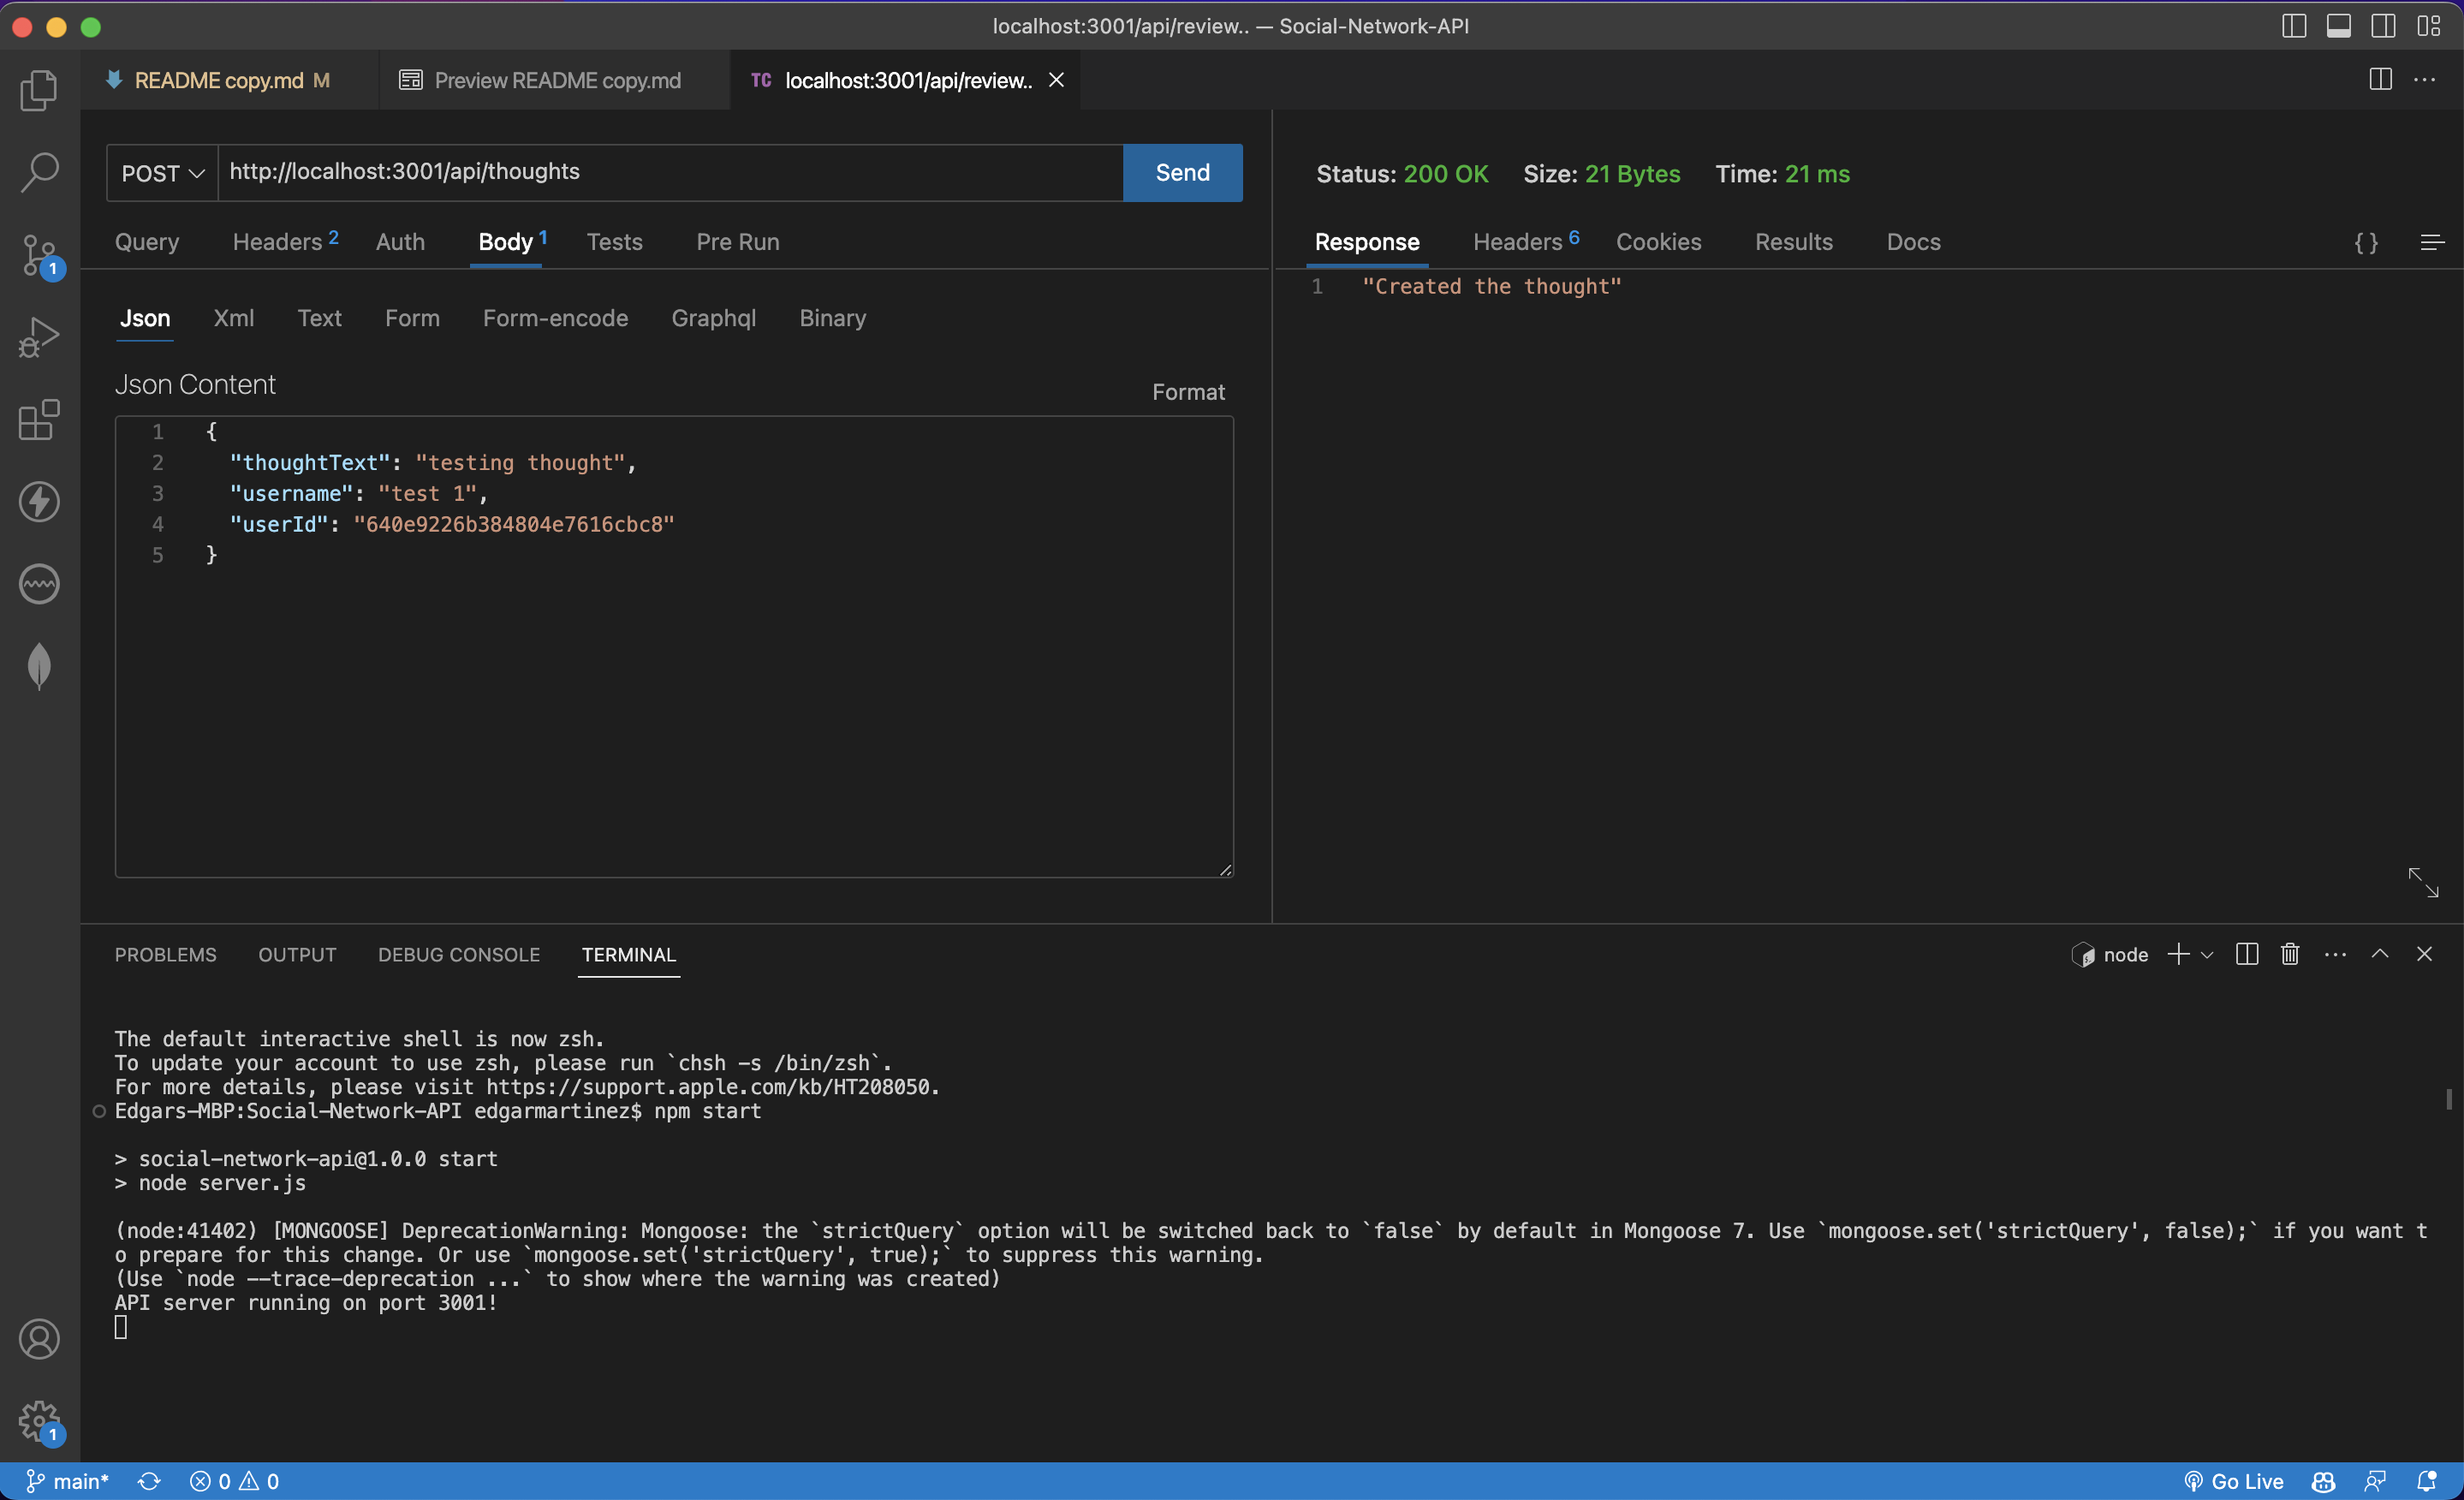 localhost:3001/api/review.. — Social-Network-API
README copy.md M
Preview README copy.md
TC localhost:3001/api/review..
POST http://localhost:3001/api/thoughts Send
Query Headers 2 Auth Body 1 Tests Pre Run
Json Xml Text Form Form-encode Graphql Binary
Json Content
Format
1 {
2 "thoughtText": "testing thought",
3 "username": "test 1",
4 "userId": "640e9226b384804e7616cbc8"
5 }
Status: 200 OK Size: 21 Bytes Time: 21 ms
Response Headers 6 Cookies Results Docs { }
1 "Created the thought"
1
1
PROBLEMS OUTPUT DEBUG CONSOLE TERMINAL
node
The default interactive shell is now zsh.
To update your account to use zsh, please run `chsh -s /bin/zsh`.
For more details, please visit https://support.apple.com/kb/HT208050.
Edgars-MBP:Social-Network-API edgarmartinez$ npm start
> social-network-api@1.0.0 start
> node server.js
(node:41402) [MONGOOSE] DeprecationWarning: Mongoose: the `strictQuery` option will be switched back to `false` by default in Mongoose 7. Use `mongoose.set('strictQuery', false);` if you want t
o prepare for this change. Or use `mongoose.set('strictQuery', true);` to suppress this warning.
(Use `node --trace-deprecation ...` to show where the warning was created)
API server running on port 3001!
main* 0 0
Go Live